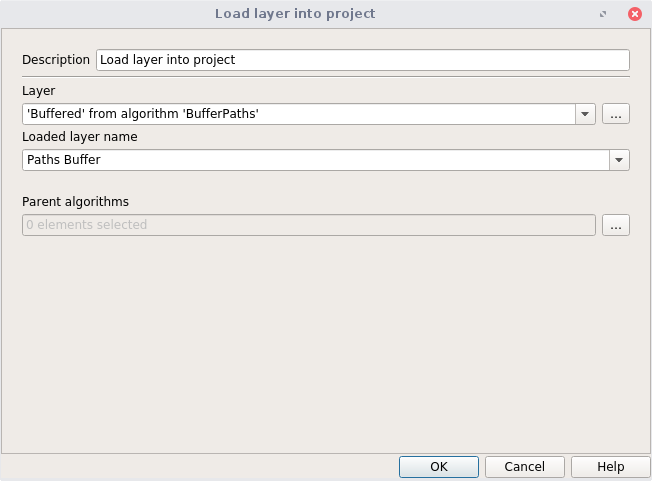 Load layer into project
Description Load layer into project
Layer
'Buffered' from algorithm 'BufferPaths'
...
Loaded layer name
Paths Buffer
Parent algorithms
0 elements selected
...
OK Cancel Help